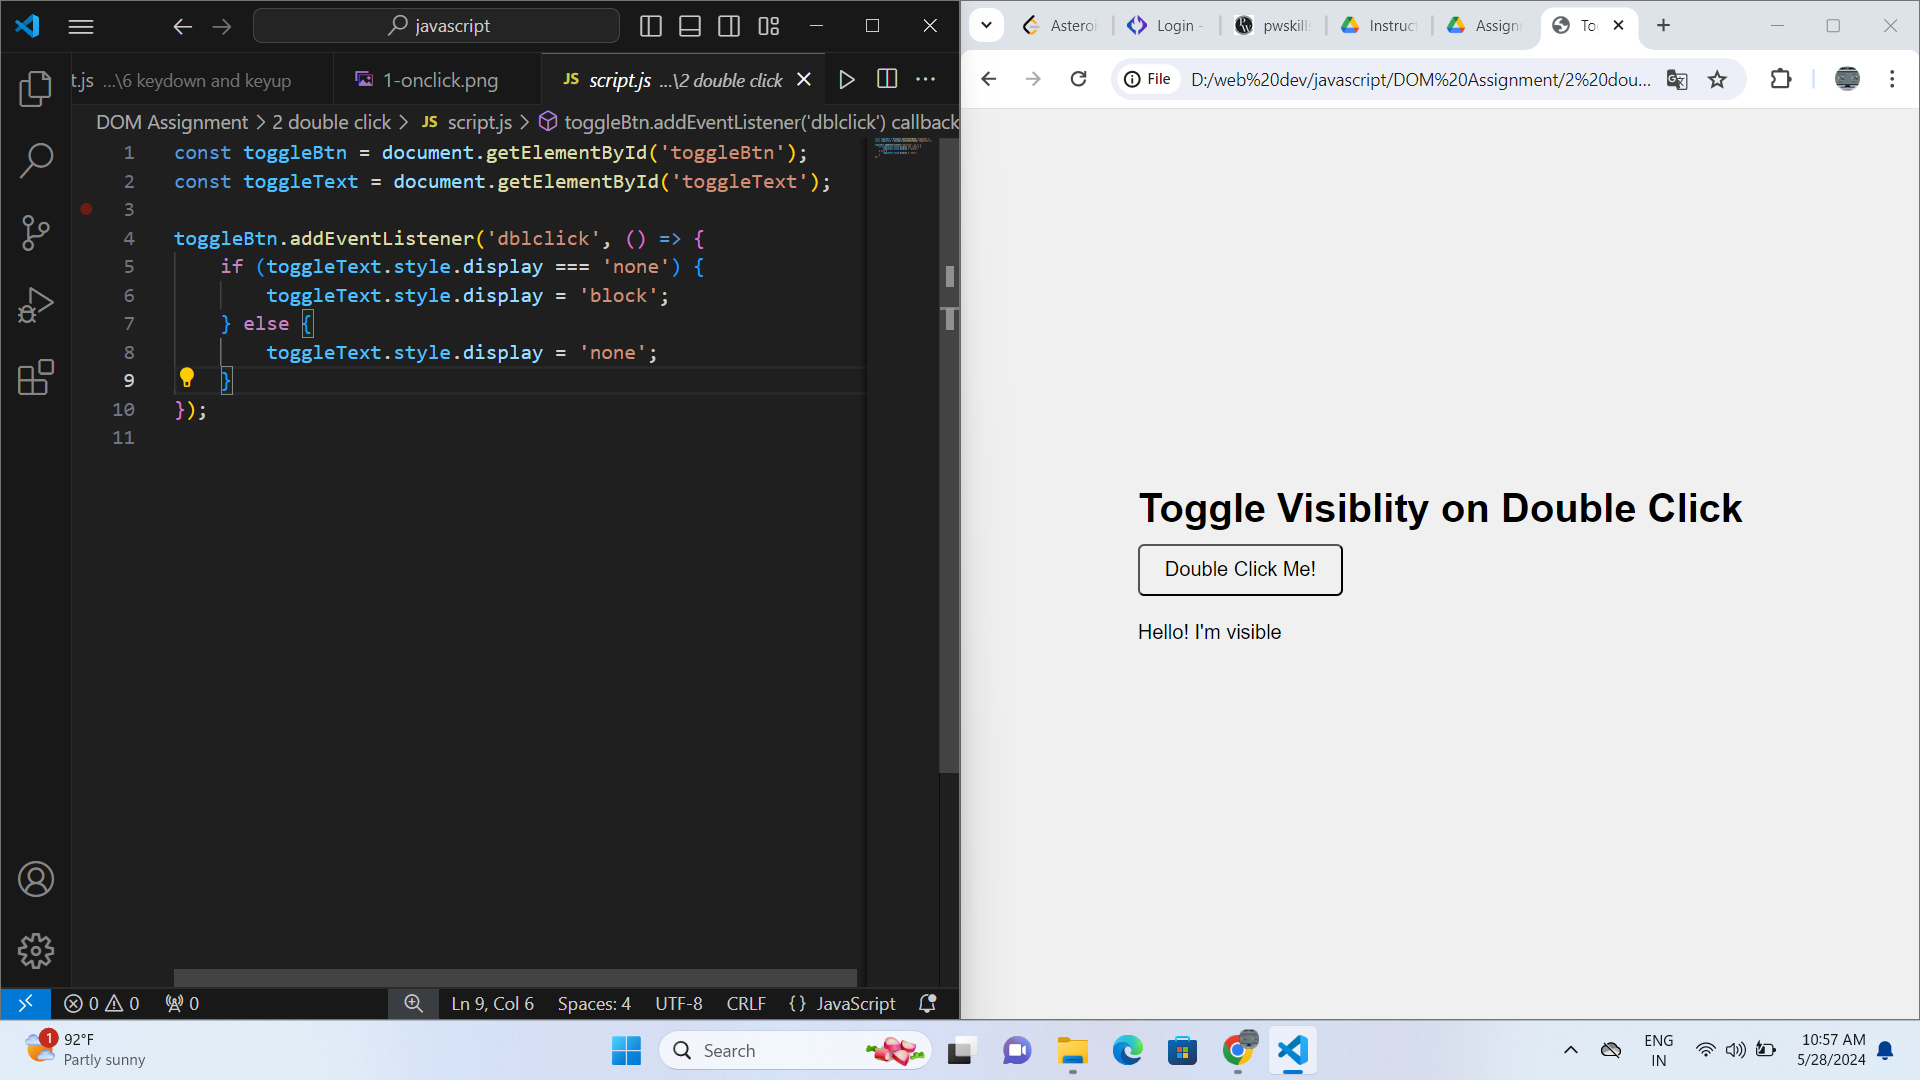 javascript
t.js ...\6 keydown and keyup
1-onclick.png
JS script.js ...\2 double click
DOM Assignment > 2 double click > JS script.js > toggleBtn.addEventListener('dblclick') callback
1 const toggleBtn = document.getElementById('toggleBtn');
2 const toggleText = document.getElementById('toggleText');
3
4 toggleBtn.addEventListener('dblclick', () => {
5 if (toggleText.style.display === 'none') {
6 toggleText.style.display = 'block';
7 } else {
8 toggleText.style.display = 'none';
9 }
10 });
11
0 0 0
Ln 9, Col 6 Spaces: 4 UTF-8 CRLF {} JavaScript
Astero
Login -
pwskills
Instruct
Assignm
To
File D:/web%20dev/javascript/DOM%20Assignment/2%20dou...
Toggle Visiblity on Double Click
Double Click Me!
Hello! I'm visible
1
92°F
Partly sunny
Search
ENG
IN
10:57 AM
5/28/2024